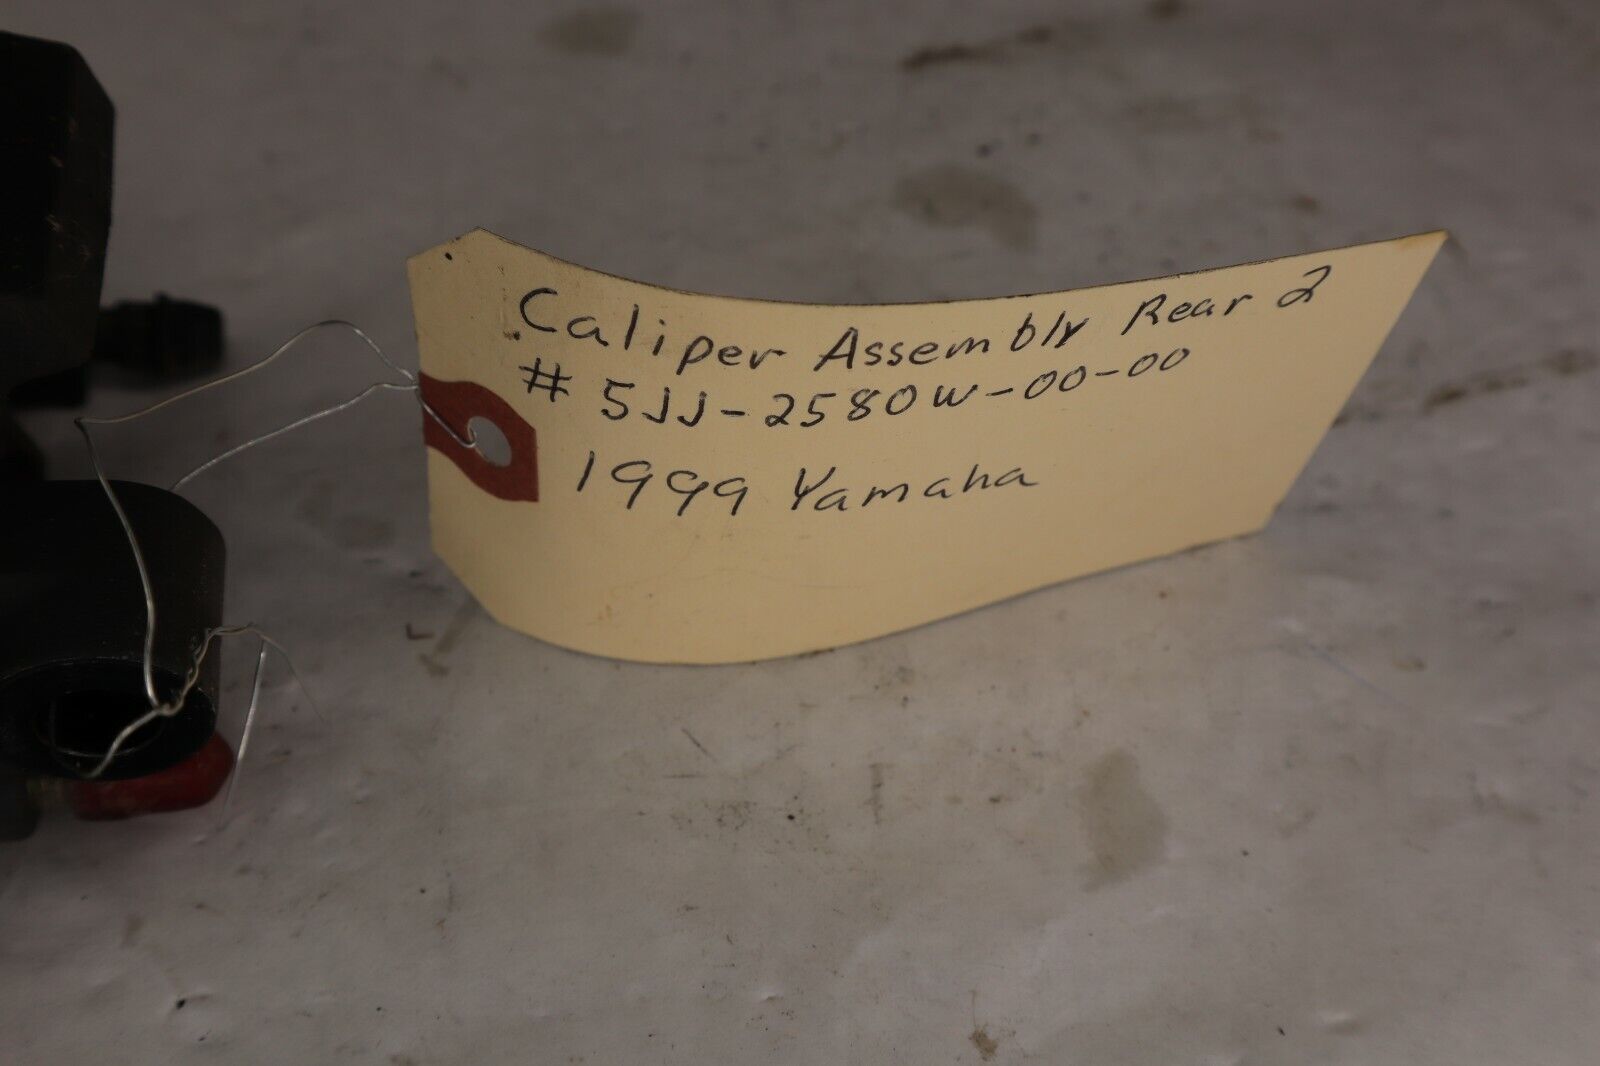 Caliper Assembly Rear 2
# 5JJ-2580W-00-00
1999 Yamaha